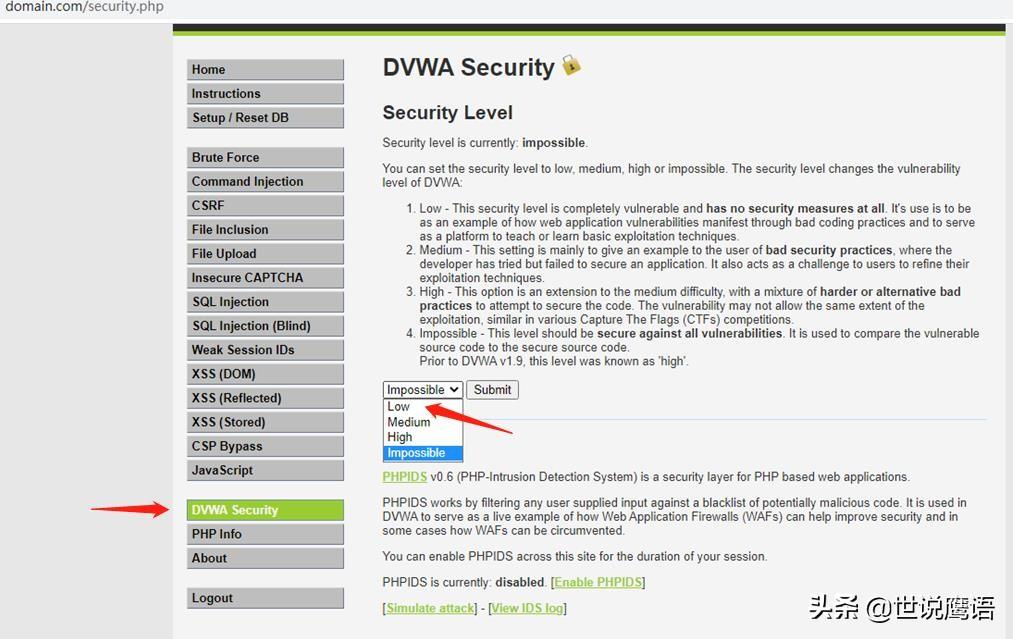 domain.com/security.php
Home
Instructions
Setup / Reset DB
Brute Force
Command Injection
CSRF
File Inclusion
File Upload
Insecure CAPTCHA
SQL Injection
SQL Injection (Blind)
Weak Session IDs
XSS (DOM)
XSS (Reflected)
XSS (Stored)
CSP Bypass
JavaScript
DVWA Security
PHP Info
About
Logout
DVWA Security
Security Level
Security level is currently: impossible.
You can set the security level to low, medium, high or impossible. The security level changes the vulnerability
level of DVWA:
1. Low - This security level is completely vulnerable and has no security measures at all. It's use is to be
as an example of how web application vulnerabilities manifest through bad coding practices and to serve
as a platform to teach or learn basic exploitation techniques.
2. Medium - This setting is mainly to give an example to the user of bad security practices, where the
developer has tried but failed to secure an application. It also acts as a challenge to users to refine their
exploitation techniques.
3. High - This option is an extension to the medium difficulty, with a mixture of harder or alternative bad
practices to attempt to secure the code. The vulnerability may not allow the same extent of the
exploitation, similar in various Capture The Flags (CTFs) competitions.
4. Impossible - This level should be secure against all vulnerabilities. It is used to compare the vulnerable
source code to the secure source code.
Prior to DVWA v1.9, this level was known as 'high'.
Impossible Submit
Low
Medium
High
Impossible
PHPIDS v0.6 (PHP-Intrusion Detection System) is a security layer for PHP based web applications.
PHPIDS works by filtering any user supplied input against a blacklist of potentially malicious code. It is used in
DVWA to serve as a live example of how Web Application Firewalls (WAFs) can help improve security and in
some cases how WAFs can be circumvented.
You can enable PHPIDS across this site for the duration of your session.
PHPIDS is currently: disabled. [Enable PHPIDS]
[Simulate attack] - [View IDS log]
头条 @世说鹰语